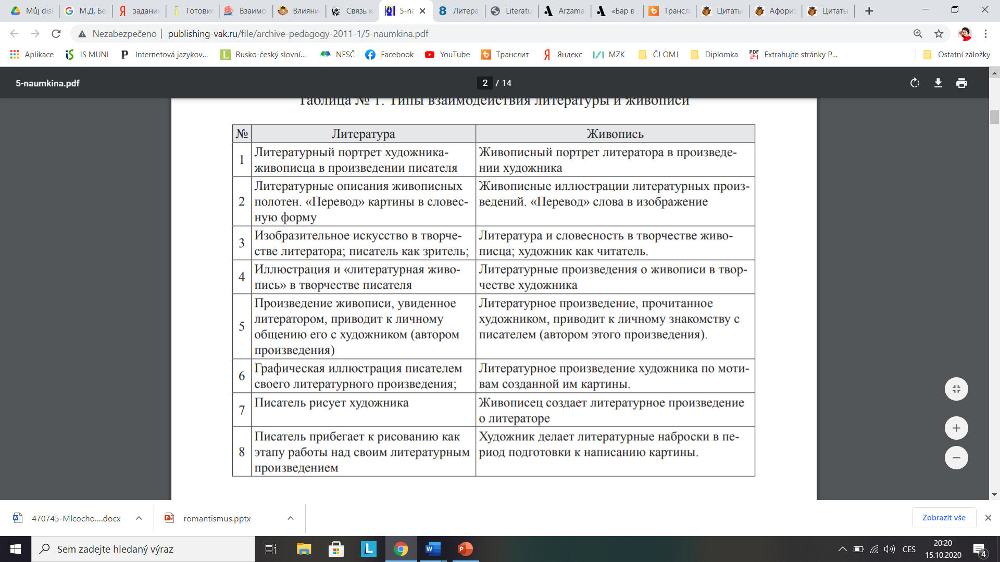 Můj dis
М.Д. Бе
задания
Готовим
Взаимо
Влияни
Связь к
5-na
Литера
Literatu
Arzama
«Бар в
Трансл
Цитаты
Афориз
Цитаты
Nezabezpečeno | publishing-vak.ru/file/archive-pedagogy-2011-1/5-naumkina.pdf
Aplikace
IS MUNI
Internetová jazykov...
Rusko-český slovní...
NESČ
Facebook
YouTube
Транслит
Яндекс
MZK
ČJ OMJ
Diplomka
PDF 24
Extrahujte stránky P...
Ostatní záložky
5-naumkina.pdf
2 / 14
Таблица № 1. Типы взаимодействия литературы и живописи
№ Литература Живопись
1
Литературный портрет художника-
живописца в произведении писателя
Живописный портрет литератора в произведе-
нии художника
2
Литературные описания живописных
полотен. «Перевод» картины в словес-
ную форму
Живописные иллюстрации литературных произ-
ведений. «Перевод» слова в изображение
3
Изобразительное искусство в творче-
стве литератора; писатель как зритель;
Литература и словесность в творчестве живо-
писца; художник как читатель.
4
Иллюстрация и «литературная живо-
пись» в творчестве писателя
Литературные произведения о живописи в твор-
честве художника
5
Произведение живописи, увиденное
литератором, приводит к личному
общению его с художником (автором
произведения)
Литературное произведение, прочитанное
художником, приводит к личному знакомству с
писателем (автором этого произведения).
6
Графическая иллюстрация писателем
своего литературного произведения;
Литературное произведение художника по моти-
вам созданной им картины.
7
Писатель рисует художника
Живописец создает литературное произведение
о литераторе
8
Писатель прибегает к рисованию как
этапу работы над своим литературным
произведением
Художник делает литературные наброски в пе-
риод подготовки к написанию картины.
470745-Mlcocho....docx
romantismus.pptx
Zobrazit vše
Sem zadejte hledaný výraz
CES
20:20
15.10.2020
4